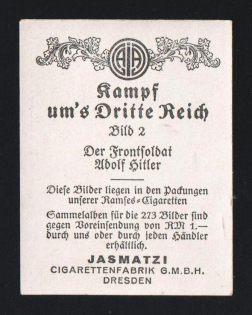 Kampf
um's Dritte Reich
Bild 2
Der Frontsoldat
Adolf Hitler
Diese Bilder liegen in den Packungen
unserer Ramses-Cigaretten
Sammelalben für die 273 Bilder sind
gegen Voreinsendung von RM 1.—
durch uns oder durch jeden Händler
erhältlich.
JASMATZI
CIGARETTENFABRIK G.M.B.H.
DRESDEN